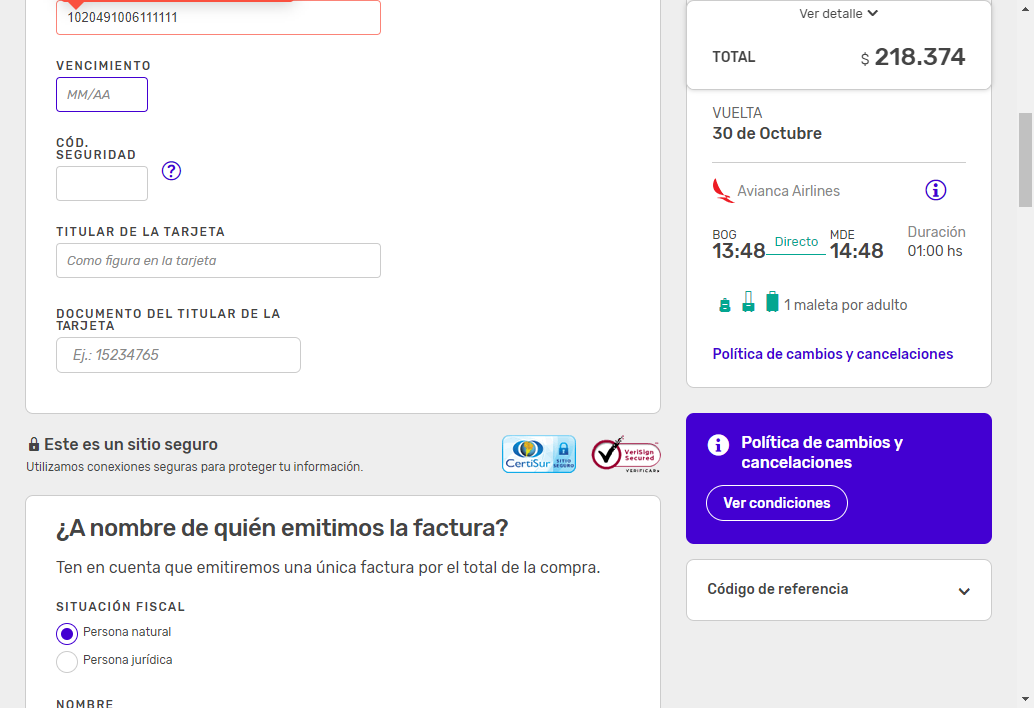 1020491006111111
VENCIMIENTO
MM/AA
CÓD.
SEGURIDAD
?
TITULAR DE LA TARJETA
Como figura en la tarjeta
DOCUMENTO DEL TITULAR DE LA
TARJETA
Ej.: 15234765
Este es un sitio seguro
Utilizamos conexiones seguras para proteger tu información.
CertiSur SITIO SEGURO
VeriSign
Secured
VERIFICAR
¿A nombre de quién emitimos la factura?
Ten en cuenta que emitiremos una única factura por el total de la compra.
SITUACIÓN FISCAL
Persona natural
Persona jurídica
NOMBRE
Ver detalle
TOTAL $ 218.374
VUELTA
30 de Octubre
Avianca Airlines
BOG Directo MDE Duración
13:48 14:48 01:00 hs
1 maleta por adulto
Política de cambios y cancelaciones
Política de cambios y
cancelaciones
Ver condiciones
Código de referencia